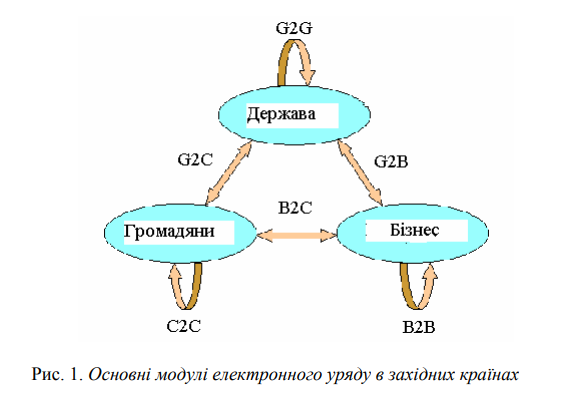 G2G
Держава
G2C
G2B
B2C
Громадяни
Бізнес
C2C
B2B
Рис. 1. Основні модулі електронного уряду в західних країнах